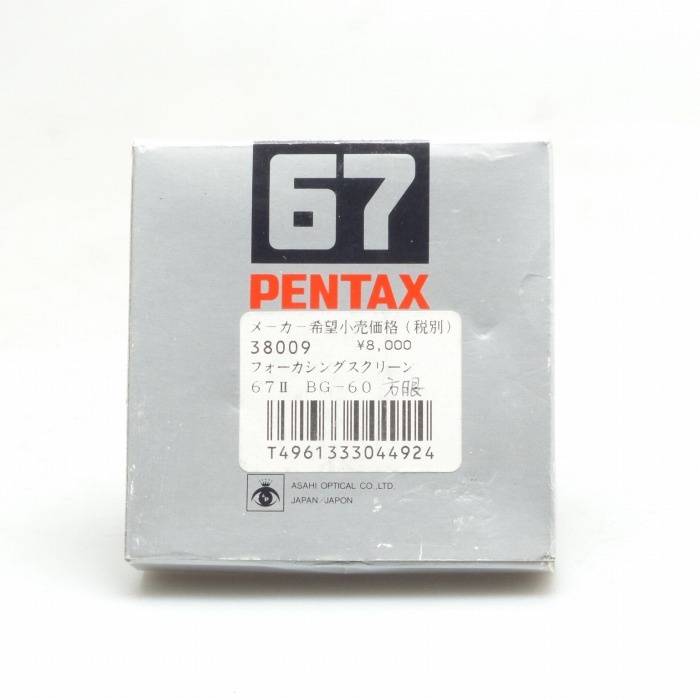 67
PENTAX
メーカー希望小売価格(税別)
38009 ¥8,000
フォーカシングスクリーン
67Ⅱ BG-60 方眼
T4961333044924
ASAHI OPTICAL CO.,LTD.
JAPAN/JAPON